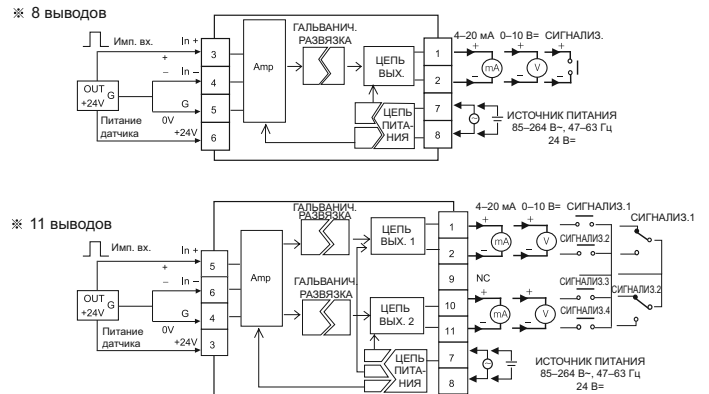 ※ 8 выводов
Имп. вх.
In +
+
– In –
OUT G
+24V
G
0V
Питание
датчика
+24V
3
4
5
6
Amp
ГАЛЬВАНИЧ.
РАЗВЯЗКА
ЦЕПЬ
ВЫХ.
ЦЕПЬ
ПИТА-
НИЯ
1
2
7
8
4–20 мА 0–10 В= СИГНАЛИЗ.
+ +
mA V
– –
~
ИСТОЧНИК ПИТАНИЯ
85–264 В~, 47–63 Гц
24 В=
※ 11 выводов
Имп. вх.
In +
+
– In –
OUT G
+24V
G
0V
Питание
датчика
+24V
5
6
4
3
Amp
ГАЛЬВАНИЧ.
РАЗВЯЗКА
ГАЛЬВАНИЧ.
РАЗВЯЗКА
ЦЕПЬ
ВЫХ. 1
ЦЕПЬ
ВЫХ. 2
ЦЕПЬ
ПИТА-
НИЯ
1
2
9
10
11
7
8
4–20 мА 0–10 В= СИГНАЛИЗ.1
СИГНАЛИЗ.1
+ +
mA V
– –
СИГНАЛИЗ.2
NC
СИГНАЛИЗ.3
СИГНАЛИЗ.2
+ +
mA V
– –
СИГНАЛИЗ.4
~
ИСТОЧНИК ПИТАНИЯ
85–264 В~, 47–63 Гц
24 В=